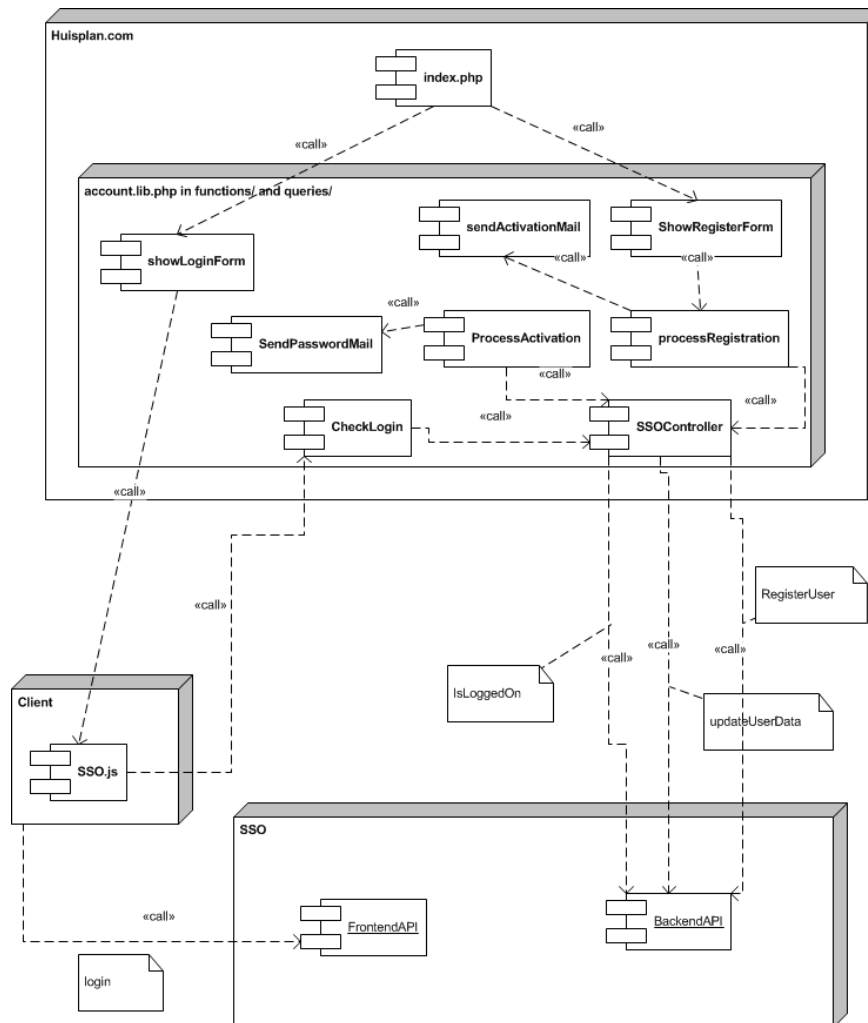 Huisplan.com
index.php
«call»
«call»
account.lib.php in functions/ and queries/
sendActivationMail
ShowRegisterForm
showLoginForm
«call»
«call»
«call»
SendPasswordMail
ProcessActivation
processRegistration
«call»
«call»
CheckLogin
«call»
SSOController
«call»
RegisterUser
«call»
«call»
«call»
«call»
IsLoggedOn
Client
updateUserData
SSO.js
SSO
«call»
FrontendAPI
BackendAPI
login